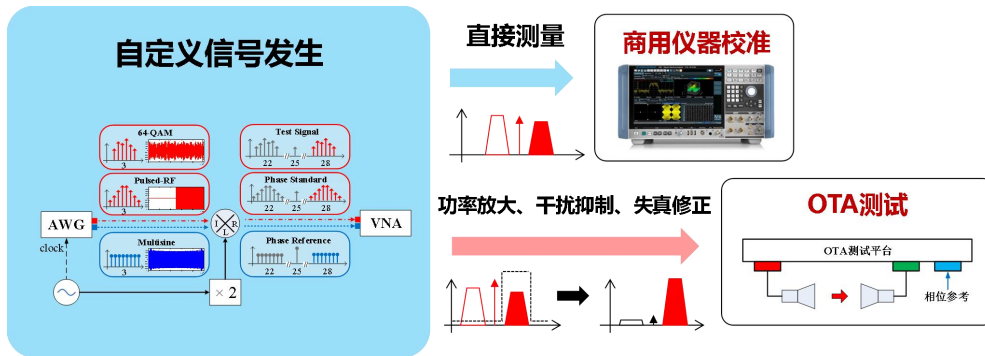 自定义信号发生
64-QAM
3
Test Signal
22
25
28
Pulsed-RF
3
Phase Standard
22
25
28
AWG
I
R
L
VNA
clock
Multisine
3
Phase Reference
22
25
28
× 2
直接测量
商用仪器校准
功率放大、干扰抑制、失真修正
OTA测试
OTA测试平台
相位参考